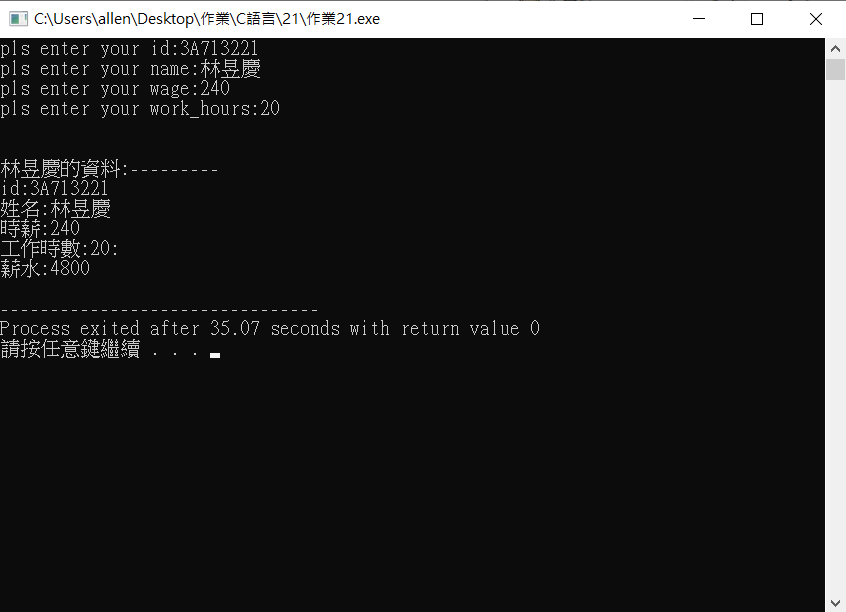 C:\Users\allen\Desktop\作業\C語言\21\作業21.exe
pls enter your id:3A713221
pls enter your name:林昱慶
pls enter your wage:240
pls enter your work_hours:20
林昱慶的資料:---------
id:3A713221
姓名:林昱慶
時薪:240
工作時數:20:
薪水:4800
--------------------------------
Process exited after 35.07 seconds with return value 0
請按任意鍵繼續 . . .